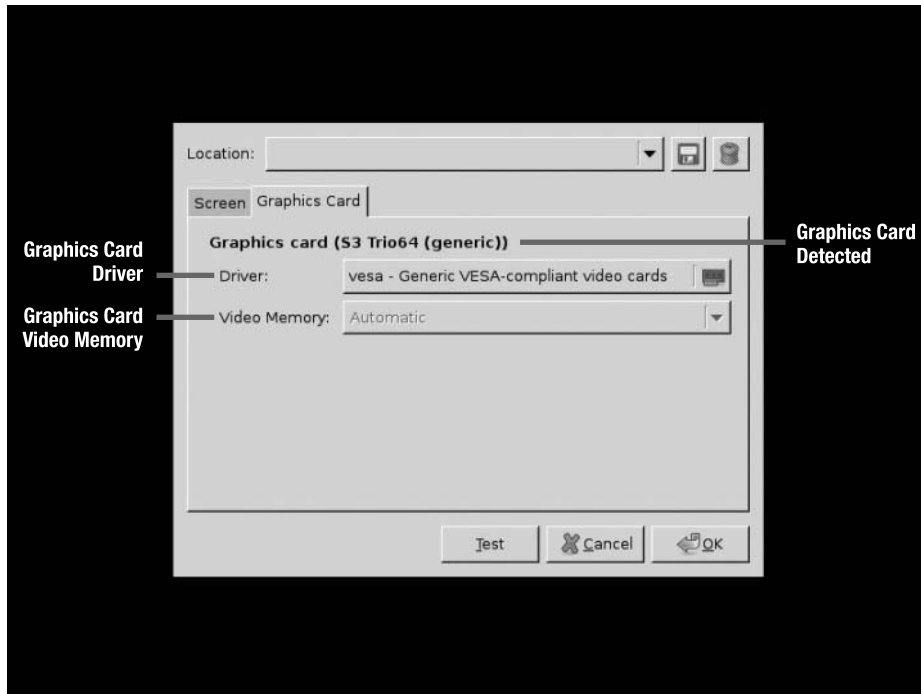 Location:
Screen
Graphics Card
Graphics card (S3 Trio64 (generic))
Graphics Card
Detected
Graphics Card
Driver
Driver:
vesa - Generic VESA-compliant video cards
Graphics Card
Video Memory
Video Memory:
Automatic
Test
Cancel
OK